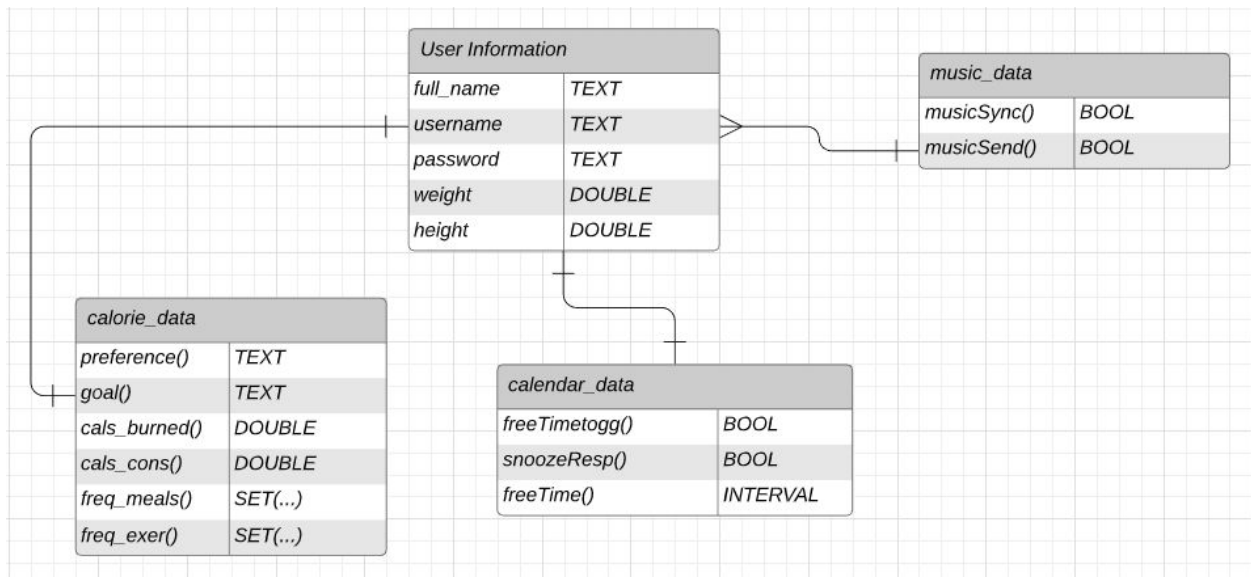 User Information
full_name TEXT
username TEXT
password TEXT
weight DOUBLE
height DOUBLE
music_data
musicSync() BOOL
musicSend() BOOL
calorie_data
preference() TEXT
goal() TEXT
cals_burned() DOUBLE
cals_cons() DOUBLE
freq_meals() SET(...)
freq_exer() SET(...)
calendar_data
freeTimetogg() BOOL
snoozeResp() BOOL
freeTime() INTERVAL